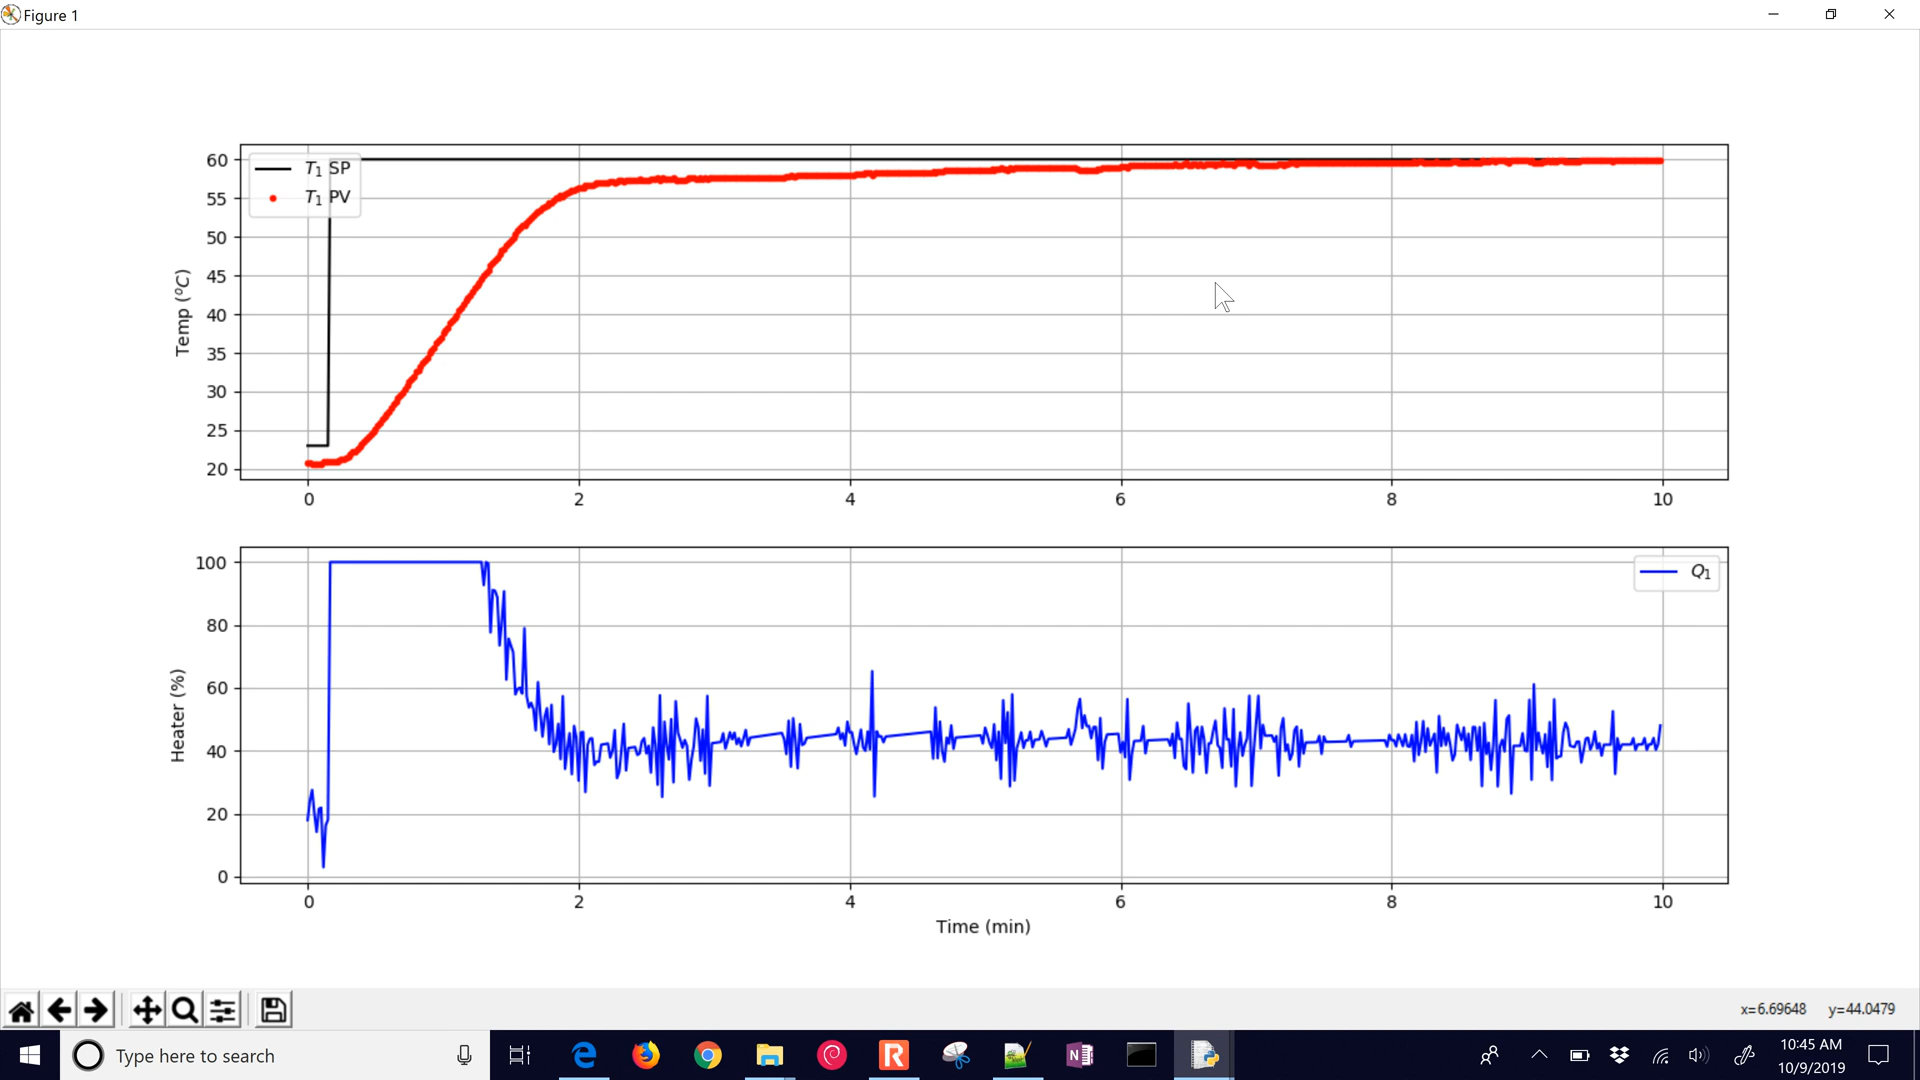 Figure 1
T₁ SP
T₁ PV
60
55
50
45
40
35
30
25
20
Temp (ᵒC)
0 2 4 6 8 10
Q₁
100
80
60
40
20
0
Heater (%)
0 2 4 6 8 10
Time (min)
x=6.69648 y=44.0479
Type here to search
e
R
N
10:45 AM
10/9/2019